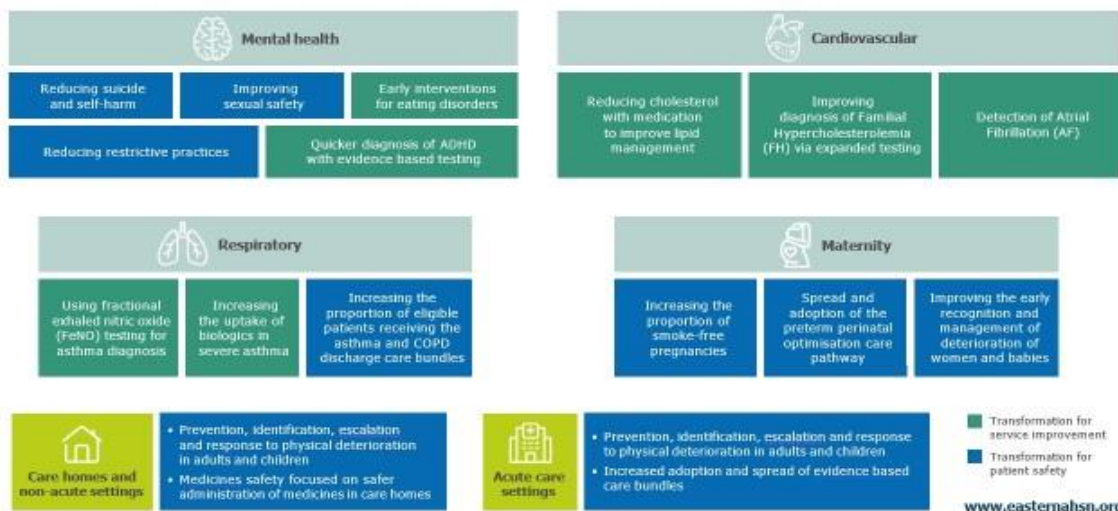 Mental health
Reducing suicide
and self-harm
Improving
sexual safety
Early interventions
for eating disorders
Reducing restrictive practices
Quicker diagnosis of ADHD
with evidence based testing
Cardiovascular
Reducing cholesterol
with medication
to improve lipid
management
Improving
diagnosis of Familial
Hypercholesterolemia
(FH) via expanded testing
Detection of Atrial
Fibrillation (AF)
Respiratory
Using fractional
exhaled nitric oxide
(FeNO) testing for
asthma diagnosis
Increasing
the uptake of
biologics in
severe asthma
Increasing the
proportion of eligible
patients receiving the
asthma and COPD
discharge care bundles
Maternity
Increasing the
proportion of
smoke-free
pregnancies
Spread and
adoption of the
preterm perinatal
optimisation care
pathway
Improving the early
recognition and
management of
deterioration of
women and babies
Care homes and
non-acute settings
• Prevention, identification, escalation
and response to physical deterioration
in adults and children
• Medicines safety focused on safer
administration of medicines in care homes
Acute care
settings
• Prevention, identification, escalation and response
to physical deterioration in adults and children
• Increased adoption and spread of evidence based
care bundles
Transformation for
service improvement
Transformation for
patient safety
www.easternahsn.org